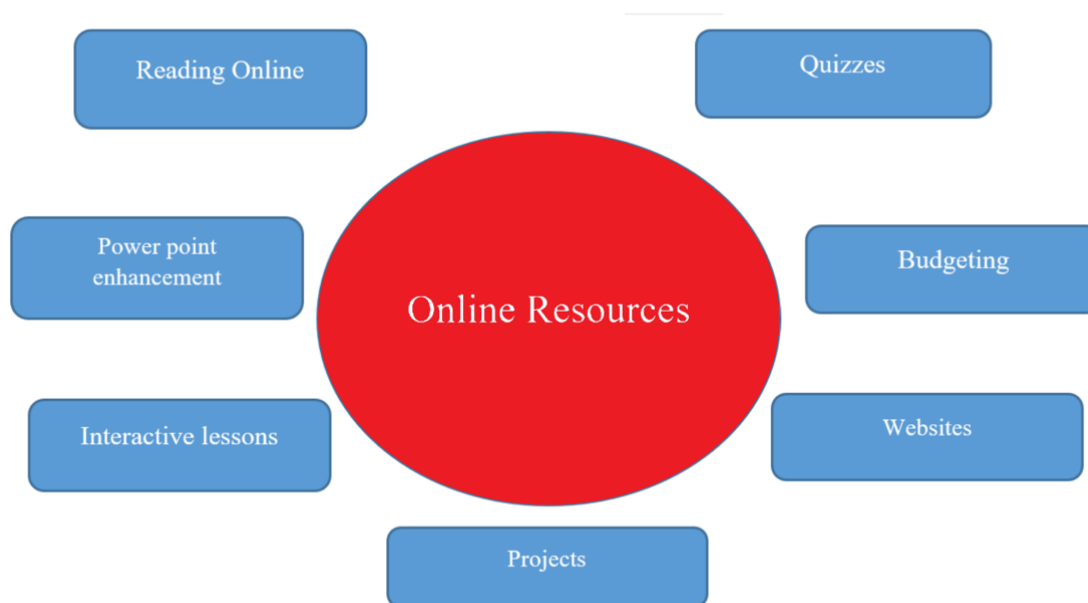 Reading Online
Quizzes
Power point
enhancement
Budgeting
Online Resources
Interactive lessons
Websites
Projects